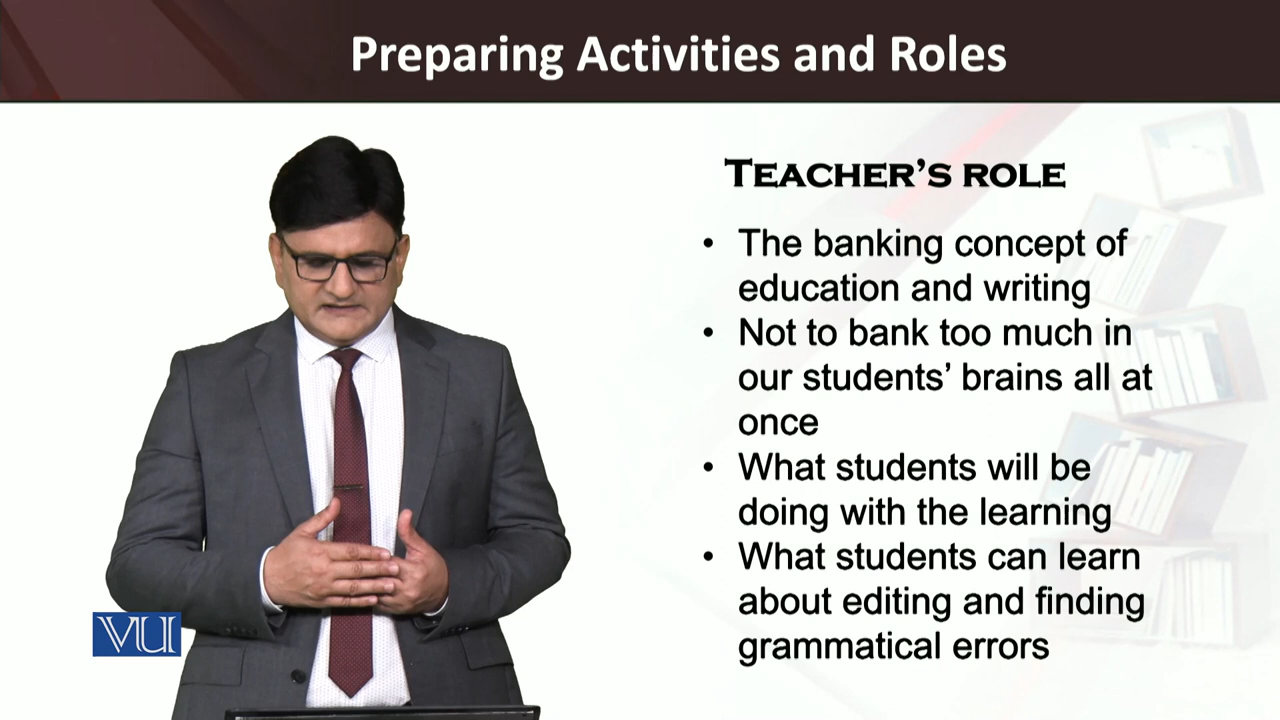 Preparing Activities and Roles
TEACHER'S ROLE
• The banking concept of
education and writing
• Not to bank too much in
our students' brains all at
once
• What students will be
doing with the learning
• What students can learn
about editing and finding
grammatical errors
VU